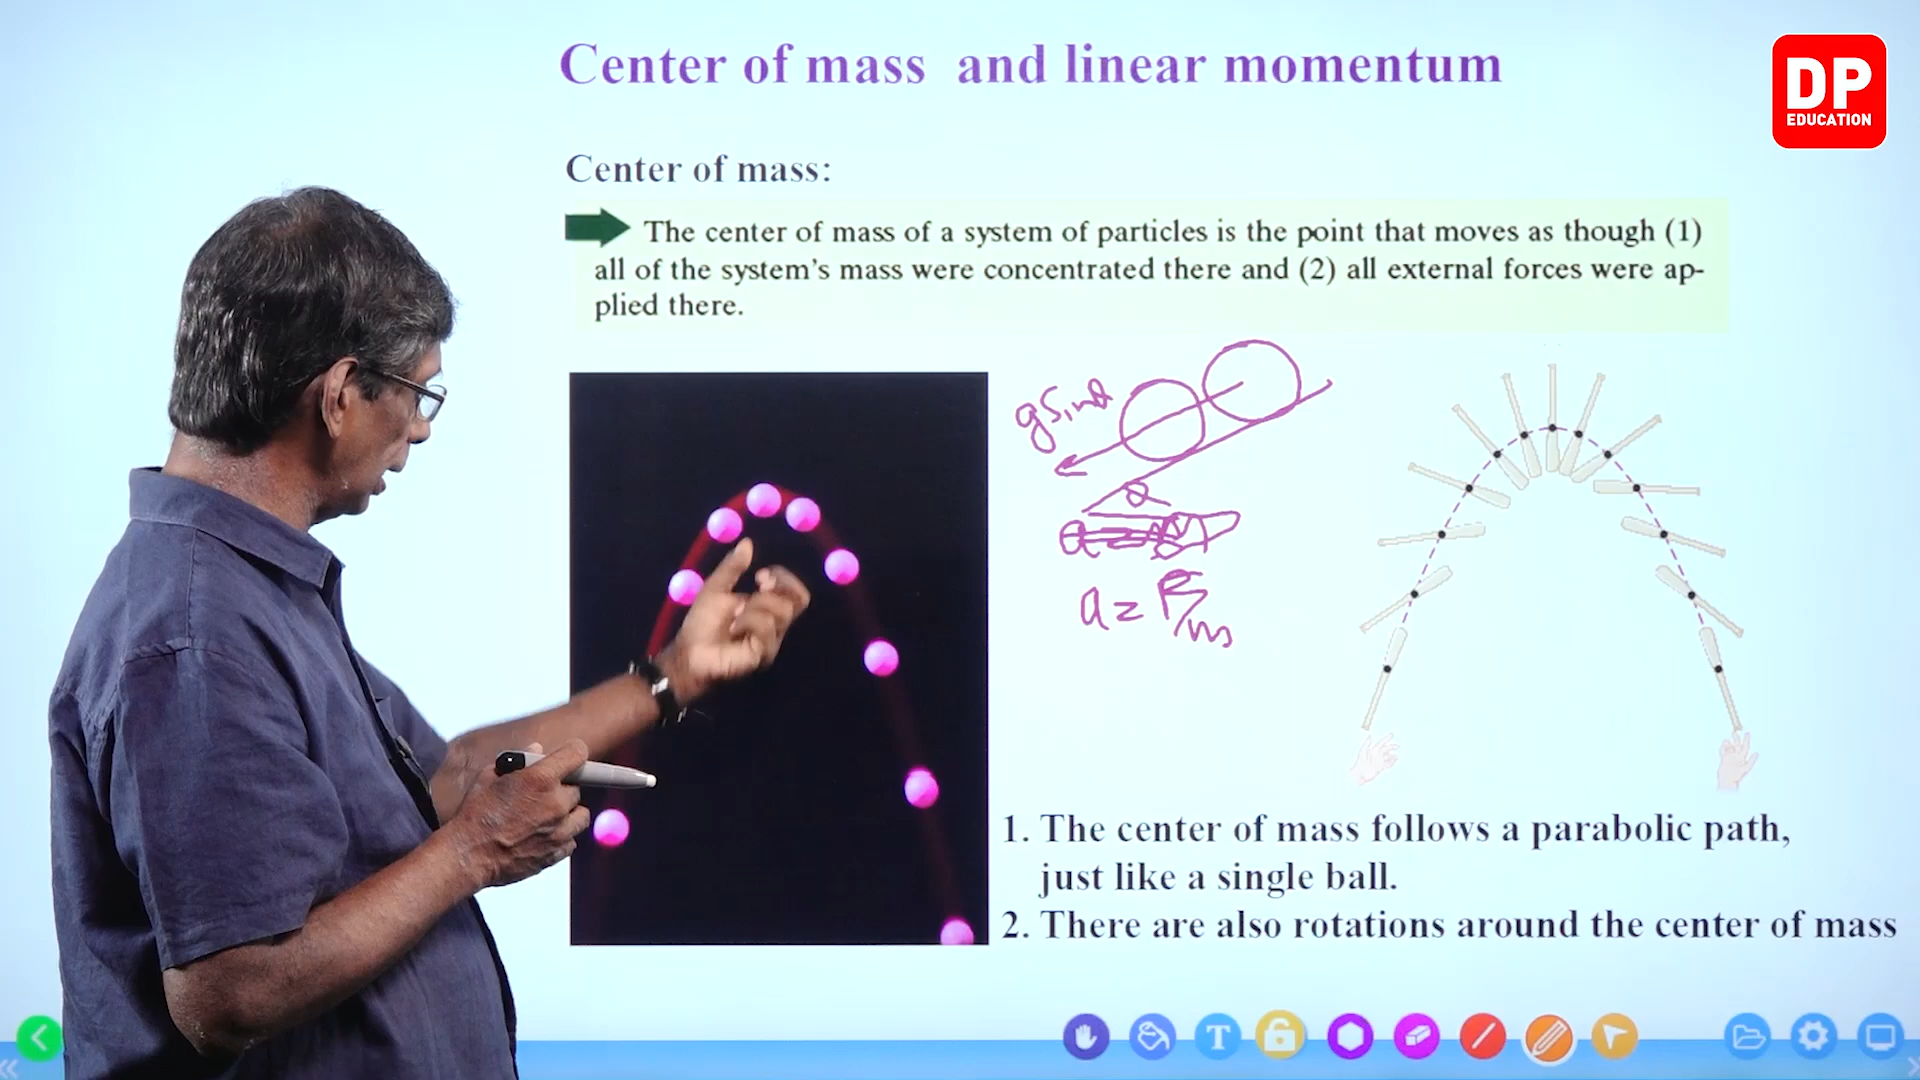 Center of mass and linear momentum
DP
EDUCATION
Center of mass:
The center of mass of a system of particles is the point that moves as though (1)
all of the system's mass were concentrated there and (2) all external forces were ap-
plied there.
g Sinθ
θ
a = F/m
1. The center of mass follows a parabolic path,
just like a single ball.
2. There are also rotations around the center of mass
T